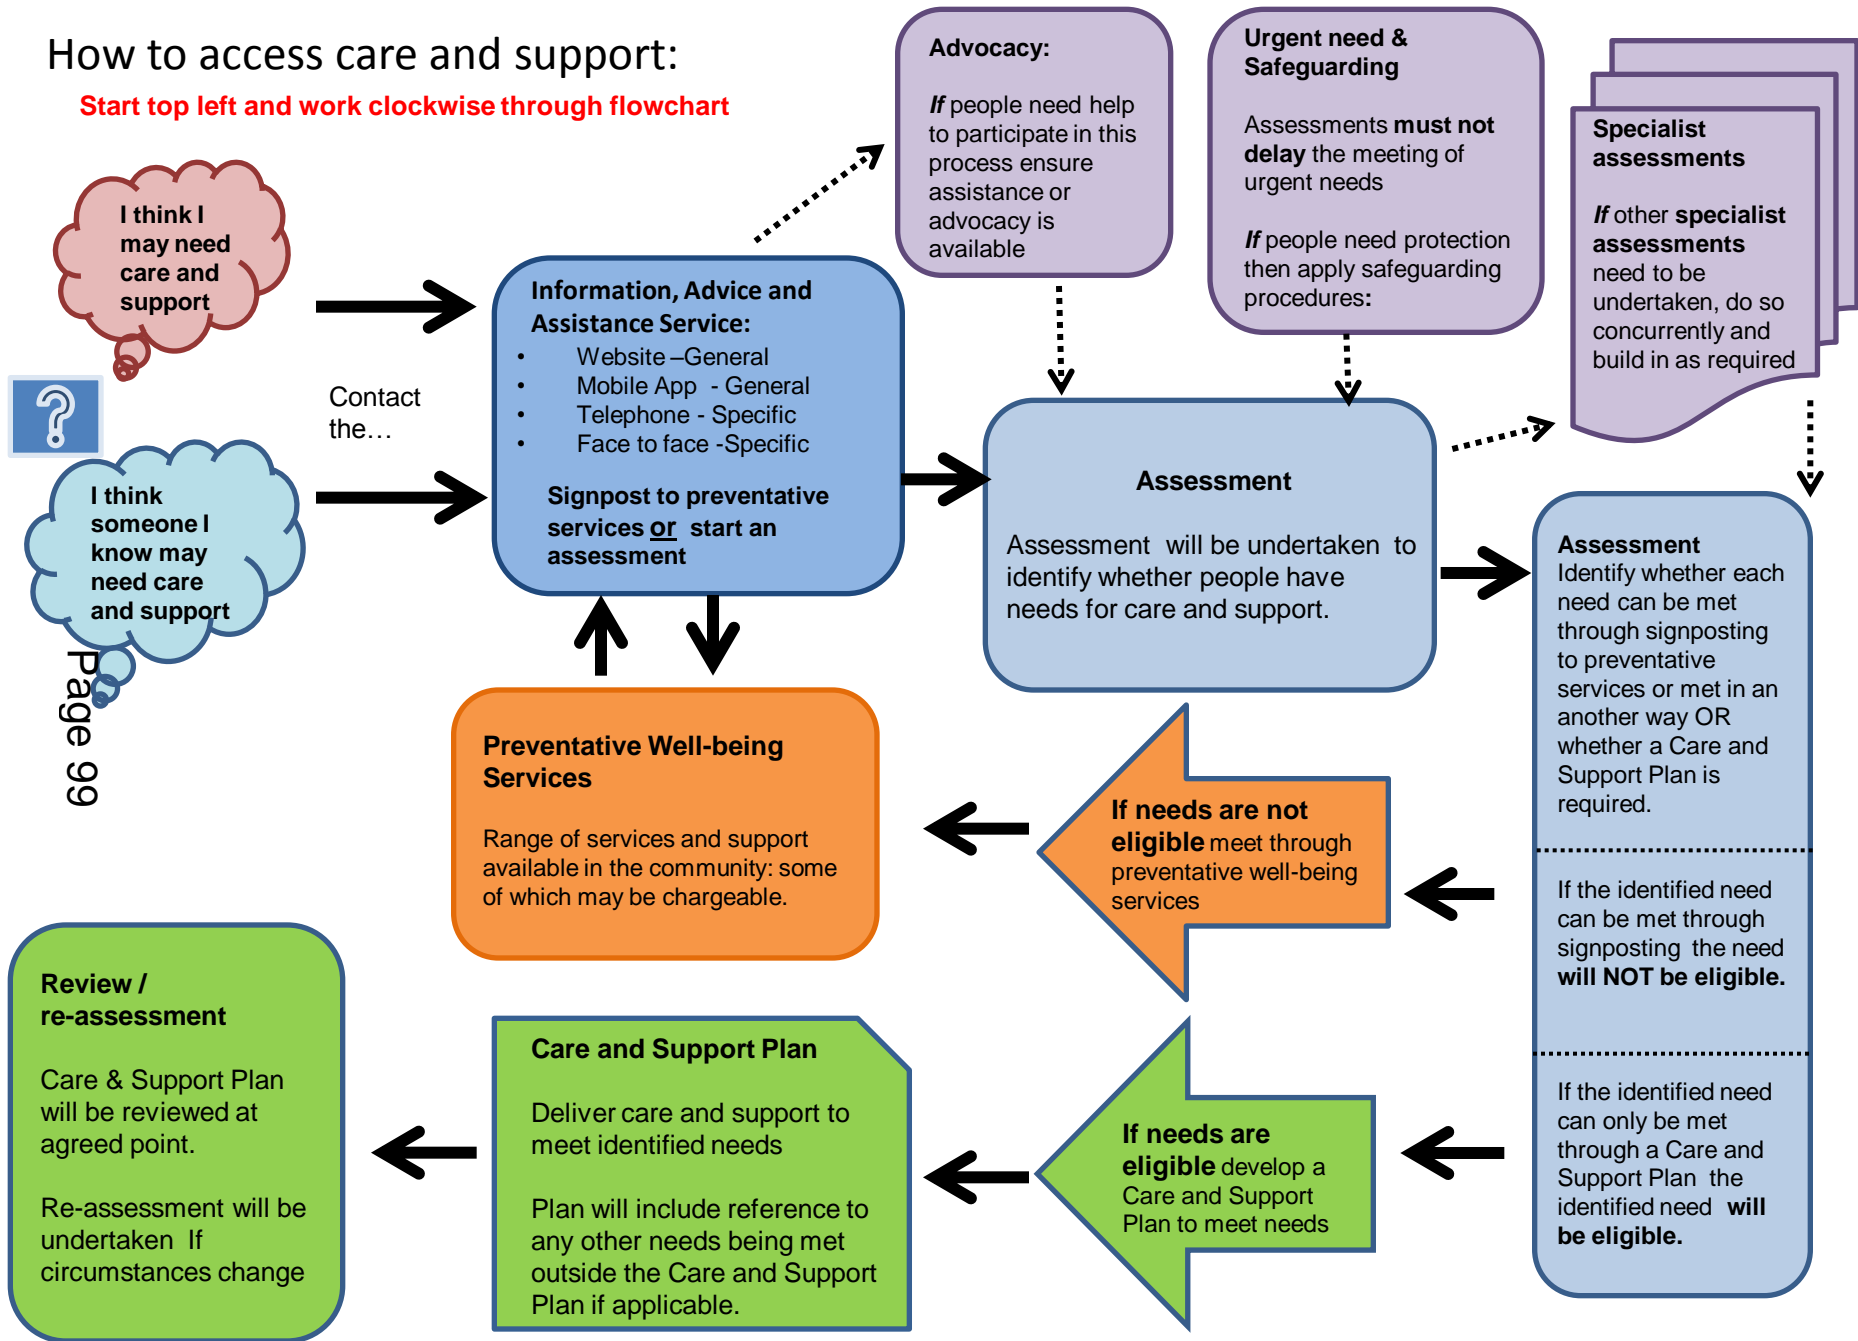 How to access care and support:
Start top left and work clockwise through flowchart
I think I
may need
care and
support
?
I think
someone I
know may
need care
and support
Page 99
Contact
the…
Information, Advice and
Assistance Service:
• Website –General
• Mobile App - General
• Telephone - Specific
• Face to face -Specific
Signpost to preventative
services or start an
assessment
Advocacy:
If people need help
to participate in this
process ensure
assistance or
advocacy is
available
Urgent need &
Safeguarding
Assessments must not
delay the meeting of
urgent needs
If people need protection
then apply safeguarding
procedures:
Specialist
assessments
If other specialist
assessments
need to be
undertaken, do so
concurrently and
build in as required
Assessment
Assessment will be undertaken to
identify whether people have
needs for care and support.
Assessment
Identify whether each
need can be met
through signposting
to preventative
services or met in an
another way OR
whether a Care and
Support Plan is
required.
If the identified need
can be met through
signposting the need
will NOT be eligible.
If the identified need
can only be met
through a Care and
Support Plan the
identified need will
be eligible.
If needs are not
eligible meet through
preventative well-being
services
Preventative Well-being
Services
Range of services and support
available in the community: some
of which may be chargeable.
If needs are
eligible develop a
Care and Support
Plan to meet needs
Care and Support Plan
Deliver care and support to
meet identified needs
Plan will include reference to
any other needs being met
outside the Care and Support
Plan if applicable.
Review /
re-assessment
Care & Support Plan
will be reviewed at
agreed point.
Re-assessment will be
undertaken If
circumstances change